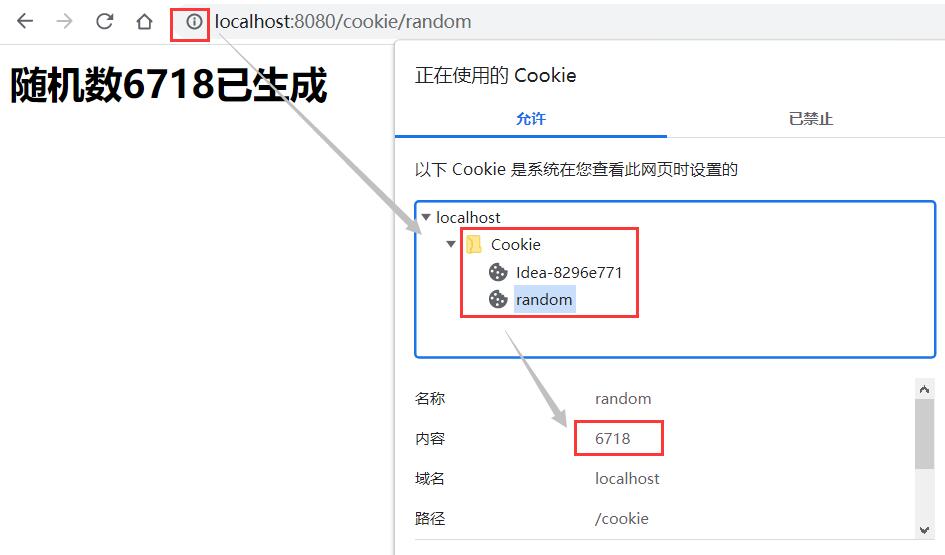 localhost:8080/cookie/random
随机数6718已生成
正在使用的 Cookie
允许 已禁止
以下 Cookie 是系统在您查看此网页时设置的
localhost
Cookie
Idea-8296e771
random
名称 random
内容 6718
域名 localhost
路径 /cookie